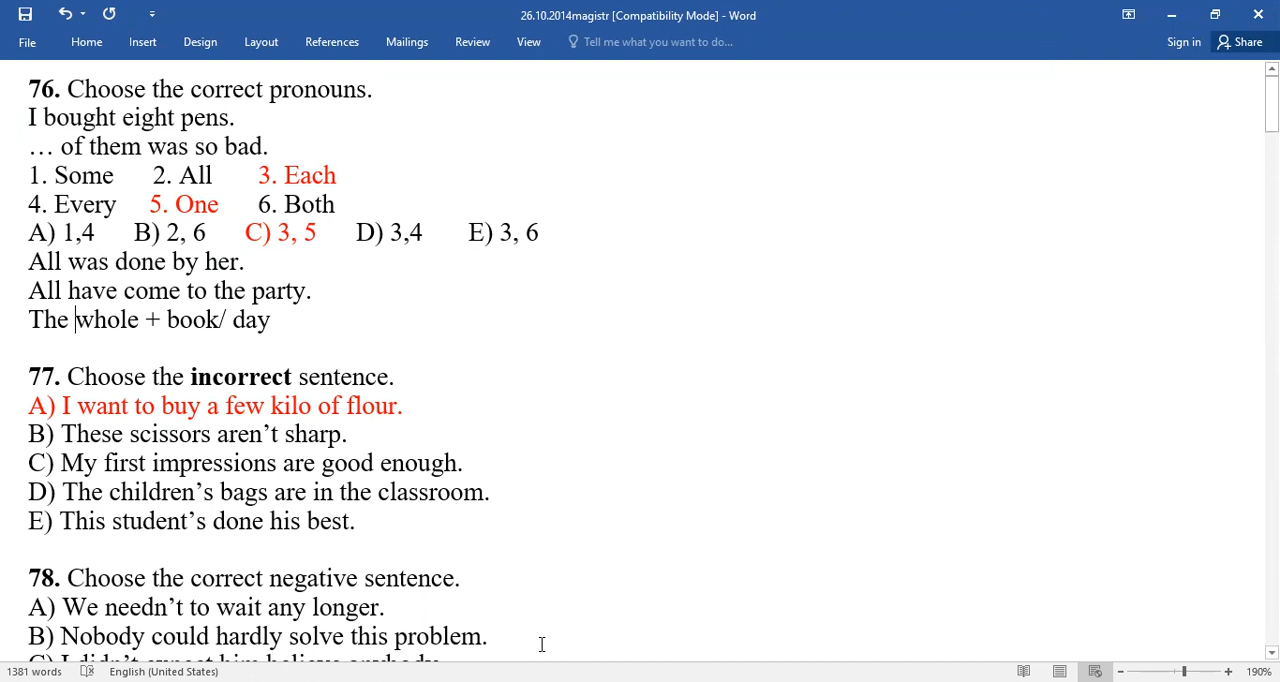 26.10.2014magistr [Compatibility Mode] - Word
File Home Insert Design Layout References Mailings Review View Tell me what you want to do... Sign in Share
76. Choose the correct pronouns.
I bought eight pens.
… of them was so bad.
1. Some 2. All 3. Each
4. Every 5. One 6. Both
A) 1,4 B) 2, 6 C) 3, 5 D) 3,4 E) 3, 6
All was done by her.
All have come to the party.
The whole + book/ day
77. Choose the incorrect sentence.
A) I want to buy a few kilo of flour.
B) These scissors aren’t sharp.
C) My first impressions are good enough.
D) The children’s bags are in the classroom.
E) This student’s done his best.
78. Choose the correct negative sentence.
A) We needn’t to wait any longer.
B) Nobody could hardly solve this problem.
C) I didn’t expect him believe anybody.
1381 words English (United States) 190%